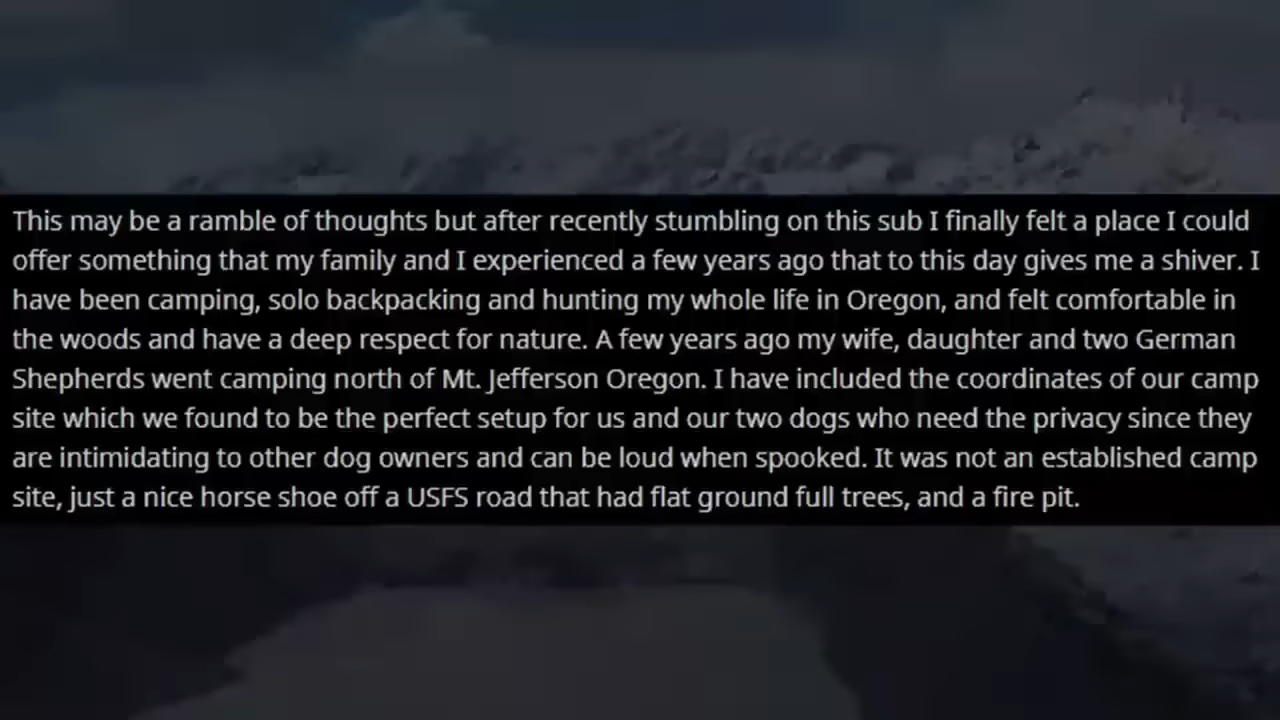 This may be a ramble of thoughts but after recently stumbling on this sub I finally felt a place I could
offer something that my family and I experienced a few years ago that to this day gives me a shiver. I
have been camping, solo backpacking and hunting my whole life in Oregon, and felt comfortable in
the woods and have a deep respect for nature. A few years ago my wife, daughter and two German
Shepherds went camping north of Mt. Jefferson Oregon. I have included the coordinates of our camp
site which we found to be the perfect setup for us and our two dogs who need the privacy since they
are intimidating to other dog owners and can be loud when spooked. It was not an established camp
site, just a nice horse shoe off a USFS road that had flat ground full trees, and a fire pit.